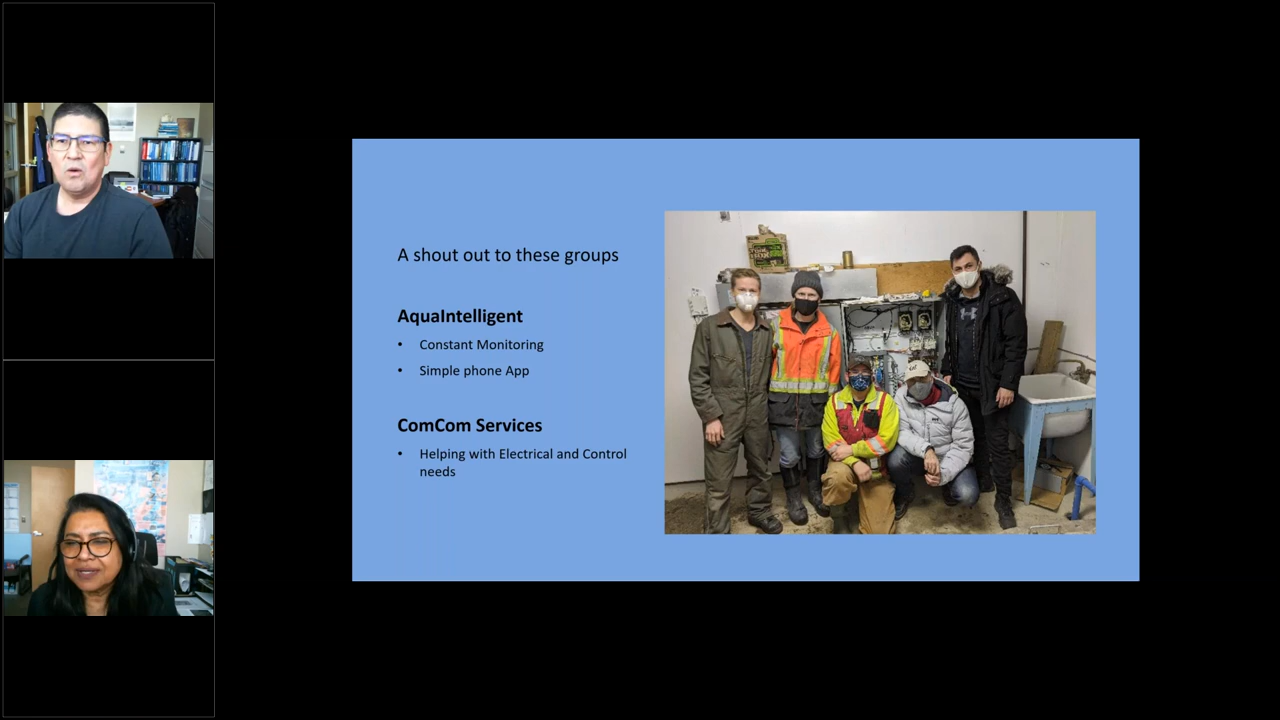 A shout out to these groups
AquaIntelligent
• Constant Monitoring
• Simple phone App
ComCom Services
• Helping with Electrical and Control
needs